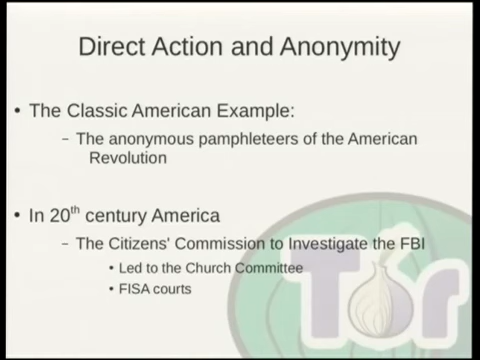 Direct Action and Anonymity
• The Classic American Example:
– The anonymous pamphleteers of the American
Revolution
• In 20th century America
– The Citizens' Commission to Investigate the FBI
• Led to the Church Committee
• FISA courts
Tor